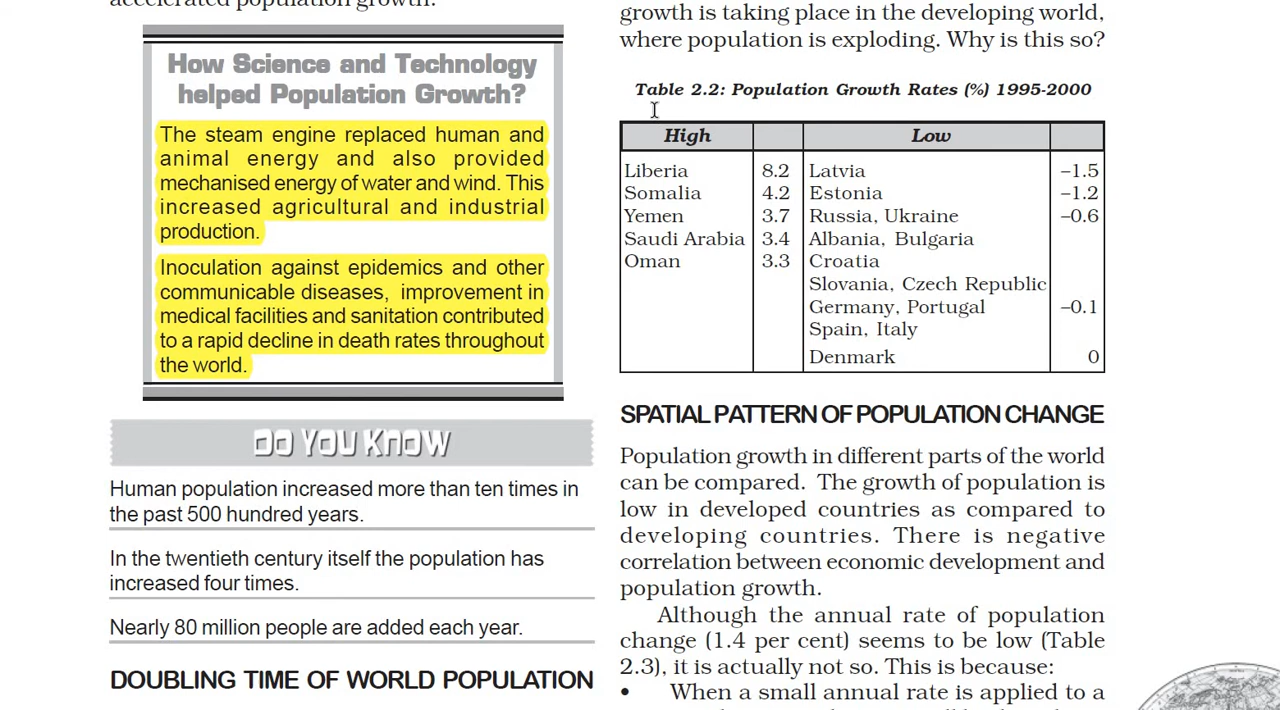 accelerated population growth.
How Science and Technology
helped Population Growth?
The steam engine replaced human and
animal energy and also provided
mechanised energy of water and wind. This
increased agricultural and industrial
production.
Inoculation against epidemics and other
communicable diseases, improvement in
medical facilities and sanitation contributed
to a rapid decline in death rates throughout
the world.
DO YOU KNOW
Human population increased more than ten times in
the past 500 hundred years.
In the twentieth century itself the population has
increased four times.
Nearly 80 million people are added each year.
DOUBLING TIME OF WORLD POPULATION
growth is taking place in the developing world,
where population is exploding. Why is this so?
Table 2.2: Population Growth Rates (%) 1995-2000
High Low
Liberia 8.2 Latvia –1.5
Somalia 4.2 Estonia –1.2
Yemen 3.7 Russia, Ukraine –0.6
Saudi Arabia 3.4 Albania, Bulgaria
Oman 3.3 Croatia
Slovania, Czech Republic
Germany, Portugal –0.1
Spain, Italy
Denmark 0
SPATIAL PATTERN OF POPULATION CHANGE
Population growth in different parts of the world
can be compared. The growth of population is
low in developed countries as compared to
developing countries. There is negative
correlation between economic development and
population growth.
Although the annual rate of population
change (1.4 per cent) seems to be low (Table
2.3), it is actually not so. This is because:
• When a small annual rate is applied to a